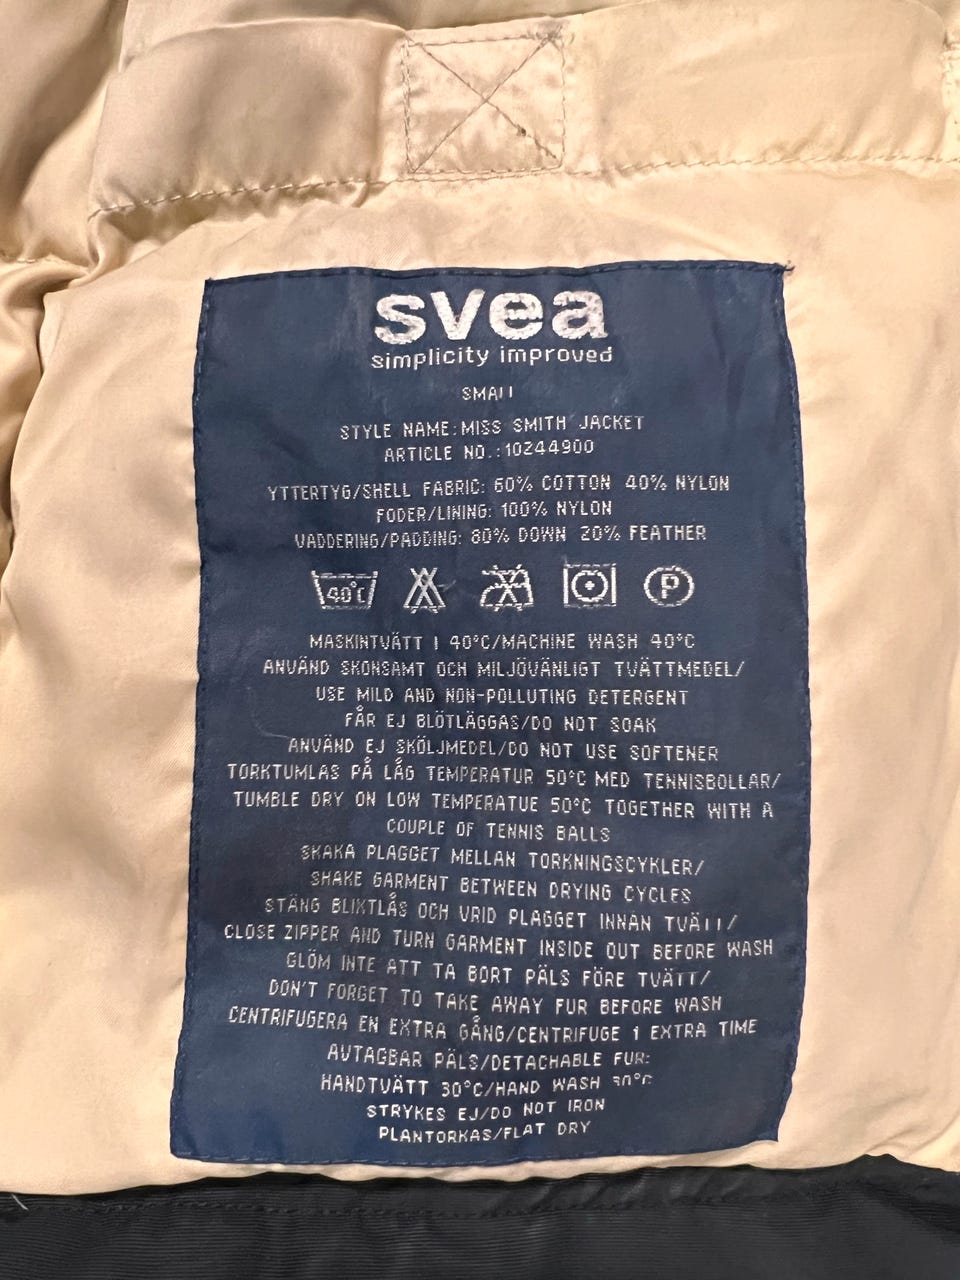 svea
simplicity improved
SMALL
STYLE NAME: MISS SMITH JACKET
ARTICLE NO.: 10244900
YTTERTYG/SHELL FABRIC: 60% COTTON 40% NYLON
FODER/LINING: 100% NYLON
VADDERING/PADDING: 80% DOWN 20% FEATHER
40°C P
MASKINTVÄTT I 40°C/MACHINE WASH 40°C
ANVÄND SKONSAMT OCH MILJÖVÄNLIGT TVÄTTMEDEL/
USE MILD AND NON-POLLUTING DETERGENT
FÅR EJ BLÖTLÄGGAS/DO NOT SOAK
ANVÄND EJ SKÖLJMEDEL/DO NOT USE SOFTENER
TORKTUMLAS PÅ LÅG TEMPERATUR 50°C MED TENNISBOLLAR/
TUMBLE DRY ON LOW TEMPERATUE 50°C TOGETHER WITH A
COUPLE OF TENNIS BALLS
SKAKA PLAGGET MELLAN TORKNINGSCYKLER/
SHAKE GARMENT BETWEEN DRYING CYCLES
STÄNG BLIXTLÅS OCH VRID PLAGGET INNAN TVÄTT/
CLOSE ZIPPER AND TURN GARMENT INSIDE OUT BEFORE WASH
GLÖM INTE ATT TA BORT PÄLS FÖRE TVÄTT/
DON'T FORGET TO TAKE AWAY FUR BEFORE WASH
CENTRIFUGERA EN EXTRA GÅNG/CENTRIFUGE 1 EXTRA TIME
AVTAGBAR PÄLS/DETACHABLE FUR:
HANDTVÄTT 30°C/HAND WASH 30°C
STRYKES EJ/DO NOT IRON
PLANTORKAS/FLAT DRY